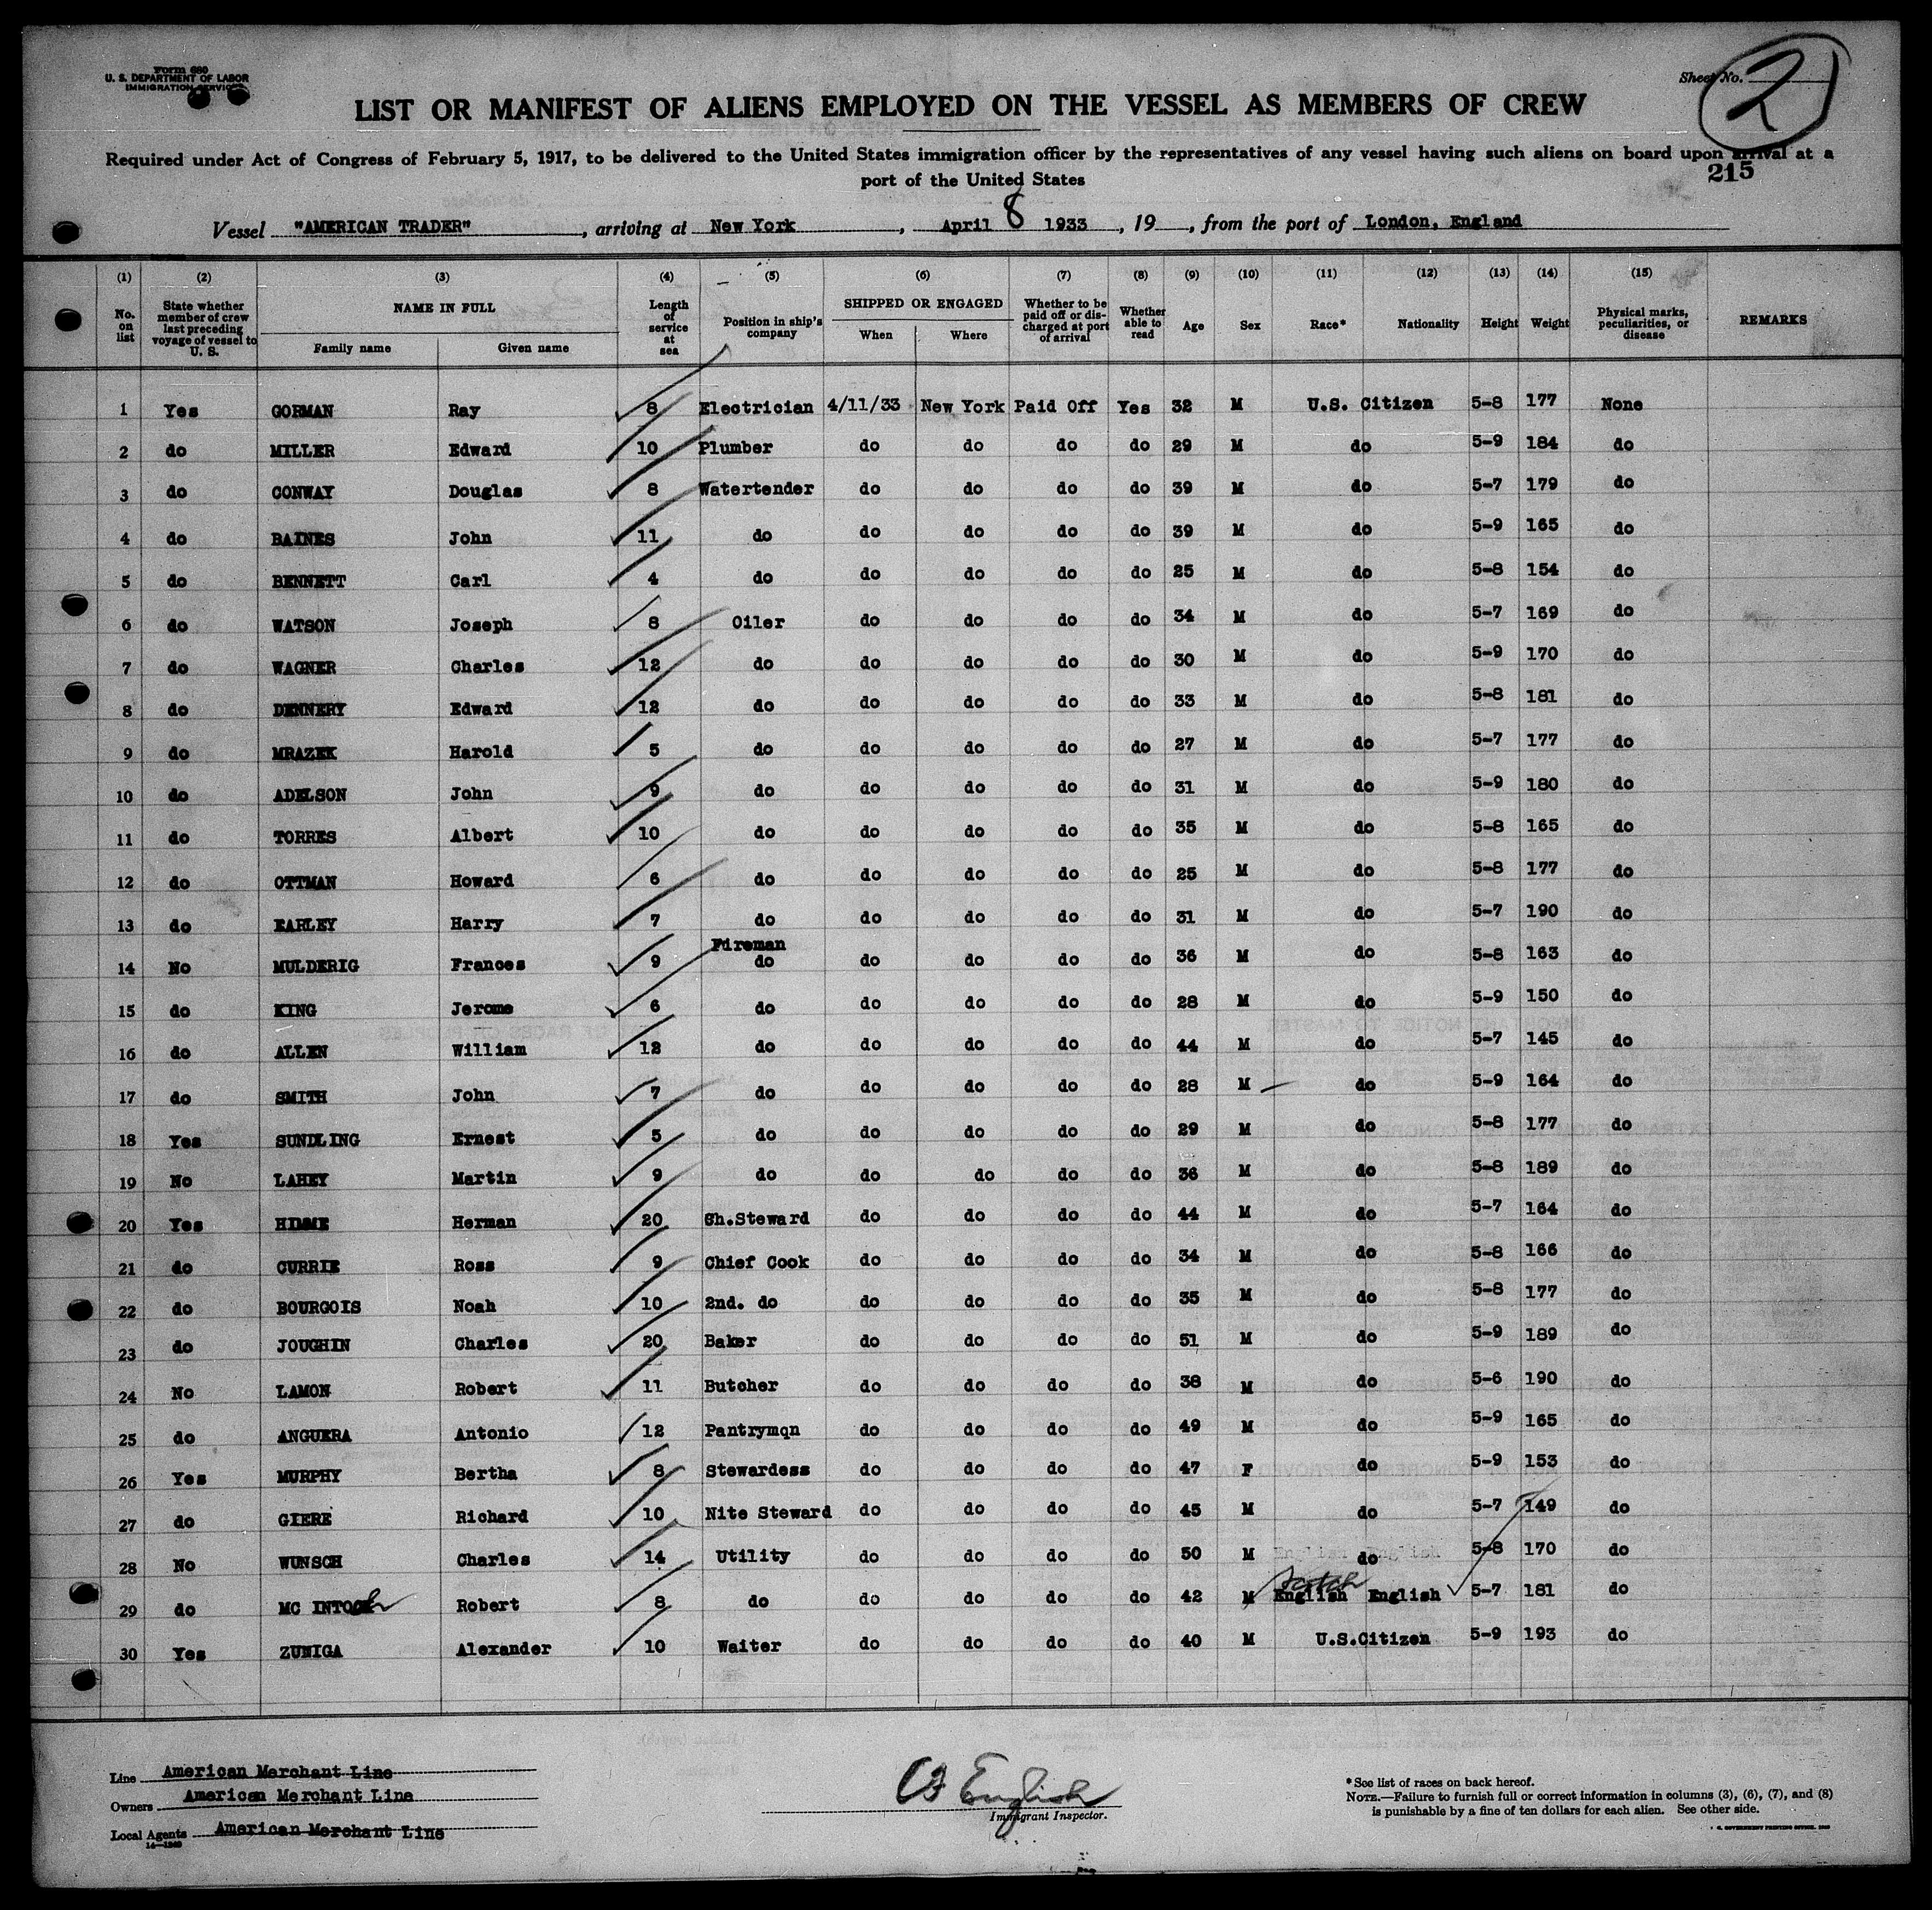 Form 680
U. S. DEPARTMENT OF LABOR
IMMIGRATION SERVICE
Sheet No. 2
LIST OR MANIFEST OF ALIENS EMPLOYED ON THE VESSEL AS MEMBERS OF CREW
Required under Act of Congress of February 5, 1917, to be delivered to the United States immigration officer by the representatives of any vessel having such aliens on board upon arrival at a
port of the United States
215
Vessel "AMERICAN TRADER", arriving at New York, April 8 1933, 19, from the port of London, England
(1) (2) (3) (4) (5) (6) (7) (8) (9) (10) (11) (12) (13) (14) (15)
No. on list State whether member of crew last preceding voyage of vessel to U. S. NAME IN FULL Family name Given name Length of service at sea Position in ship's company SHIPPED OR ENGAGED When Where Whether to be paid off or discharged at port of arrival Whether able to read Age Sex Race* Nationality Height Weight Physical marks, peculiarities, or disease REMARKS
1 Yes GORMAN Ray 8 Electrician 4/11/33 New York Paid Off Yes 32 M U.S. Citizen 5-8 177 None
2 do MILLER Edward 10 Plumber do do do do 29 M do 5-9 184 do
3 do CONWAY Douglas 8 Watertender do do do do 39 M do 5-7 179 do
4 do BAINES John 11 do do do do do 39 M do 5-9 165 do
5 do BENNETT Carl 4 do do do do do 25 M do 5-8 154 do
6 do WATSON Joseph 8 Oiler do do do do 34 M do 5-7 169 do
7 do WAGNER Charles 12 do do do do do 30 M do 5-9 170 do
8 do DENNERY Edward 12 do do do do do 33 M do 5-8 181 do
9 do MRAZEK Harold 5 do do do do do 27 M do 5-7 177 do
10 do ADELSON John 9 do do do do do 31 M do 5-9 180 do
11 do TORRES Albert 10 do do do do do 35 M do 5-8 165 do
12 do OTTMAN Howard 6 do do do do do 25 M do 5-8 177 do
13 do EARLEY Harry 7 do do do do do 31 M do 5-7 190 do
Fireman
14 No MULDERIG Frances 9 do do do do do 36 M do 5-8 163 do
15 do KING Jerome 6 do do do do do 28 M do 5-9 150 do
16 do ALLEN William 12 do do do do do 44 M do 5-7 145 do
17 do SMITH John 7 do do do do do 28 M do 5-9 164 do
18 Yes SUNDLING Ernest 5 do do do do do 29 M do 5-8 177 do
19 No LAHEY Martin 9 do do do do do 36 M do 5-8 189 do
20 Yes Herman 20 Ch.Steward do do do do 44 M do 5-7 164 do
21 do CURRIE Ross 9 Chief Cook do do do do 34 M do 5-8 166 do
22 do BOURGOIS Noah 10 2nd. do do do do do 35 M do 5-8 177 do
23 do JOUGHIN Charles 20 Baker do do do do 51 M do 5-9 189 do
24 No LAMON Robert 11 Butcher do do do do 38 M do 5-6 190 do
25 do ANGUERA Antonio 12 Pantrymqn do do do do 49 M do 5-9 165 do
26 Yes MURPHY Bertha 8 Stewardess do do do do 47 F do 5-9 153 do
27 do GIERE Richard 10 Nite Steward do do do do 45 M do 5-7 149 do
28 No WUNSCH Charles 14 Utility do do do do 50 M do 5-8 170 do
Scotch
29 do MC INTOSH Robert 8 do do do do do 42 M English English 5-7 181 do
30 Yes ZUNIGA Alexander 10 Waiter do do do do 40 M U.S.Citizen 5-9 193 do
Line American Merchant Line
Owners American Merchant Line
Local Agents American Merchant Line
14—1240
English
Immigrant Inspector.
* See list of races on back hereof.
NOTE.—Failure to furnish full or correct information in columns (3), (6), (7), and (8)
is punishable by a fine of ten dollars for each alien. See other side.